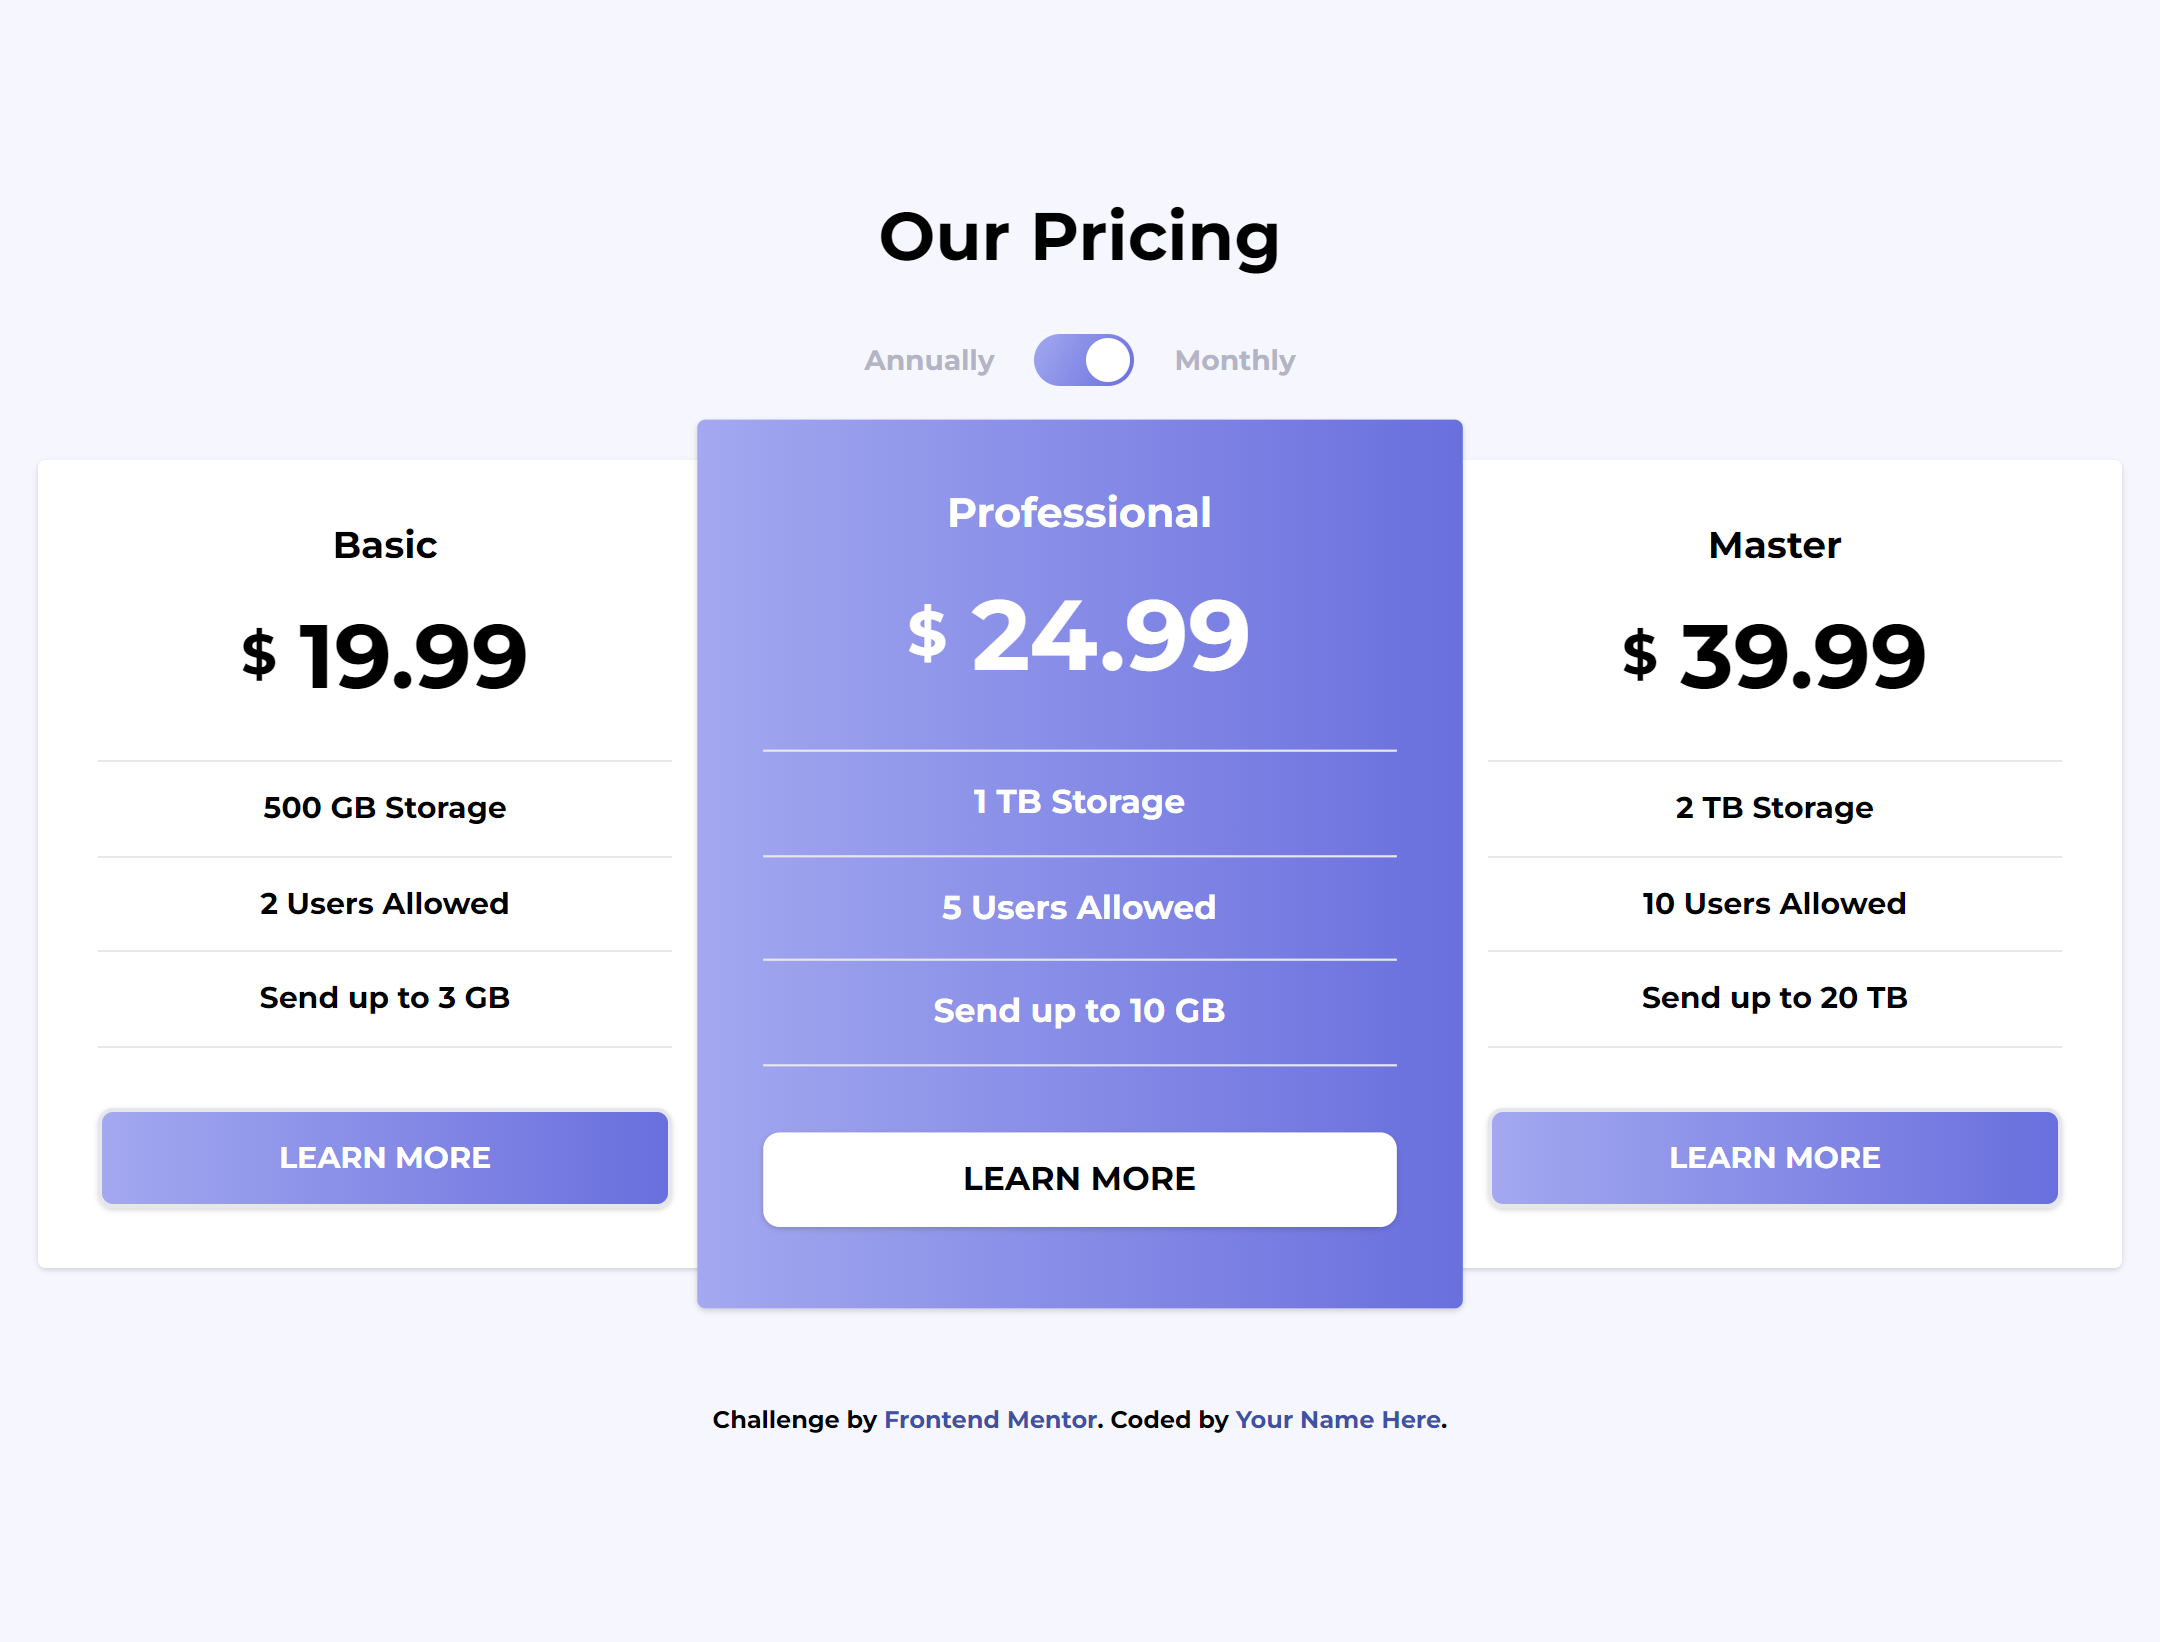 Our Pricing
Annually
Monthly
Basic
$ 19.99
500 GB Storage
2 Users Allowed
Send up to 3 GB
LEARN MORE
Professional
$ 24.99
1 TB Storage
5 Users Allowed
Send up to 10 GB
LEARN MORE
Master
$ 39.99
2 TB Storage
10 Users Allowed
Send up to 20 TB
LEARN MORE
Challenge by Frontend Mentor. Coded by Your Name Here.